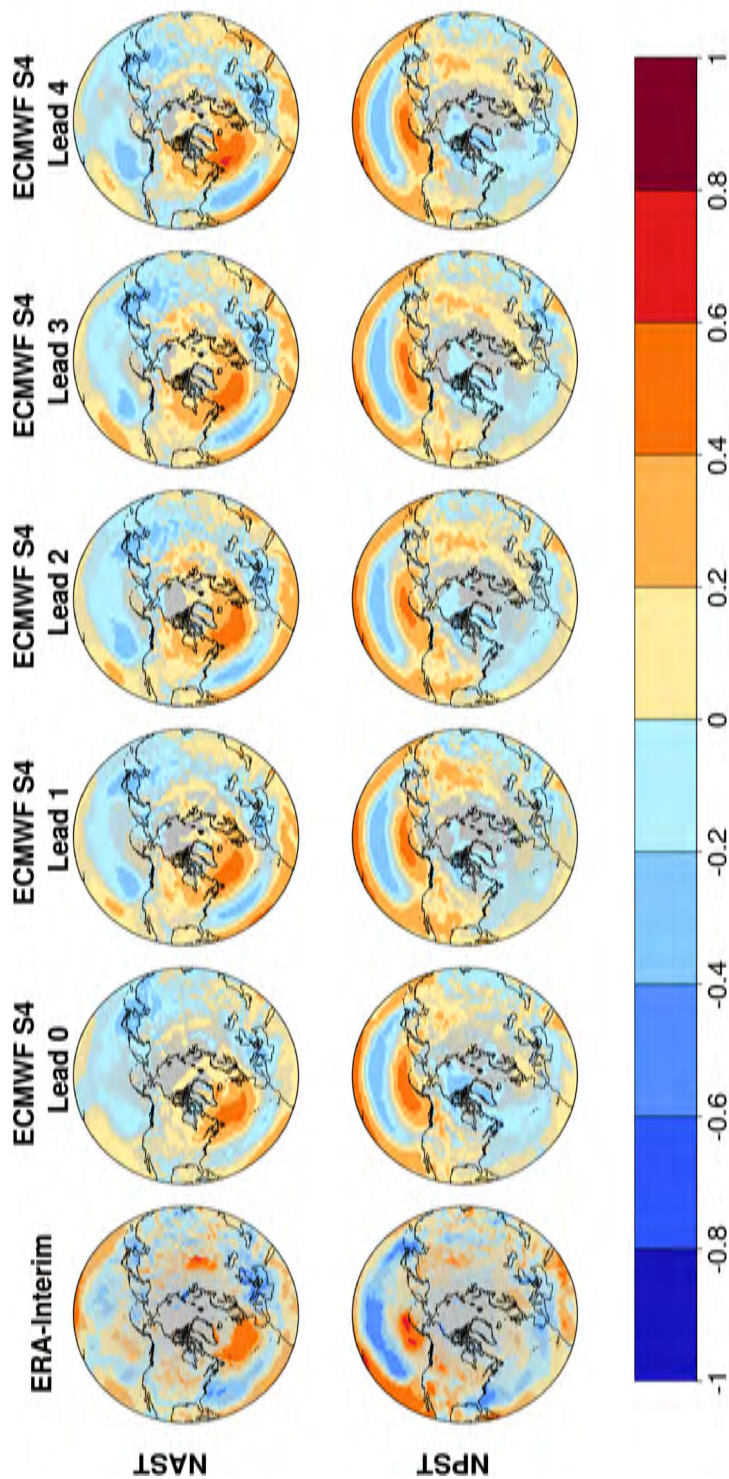 ERA-Interim
ECMWF S4
Lead 0
ECMWF S4
Lead 1
ECMWF S4
Lead 2
ECMWF S4
Lead 3
ECMWF S4
Lead 4
NAST
NPST
-1
-0.8
-0.6
-0.4
-0.2
0
0.2
0.4
0.6
0.8
1